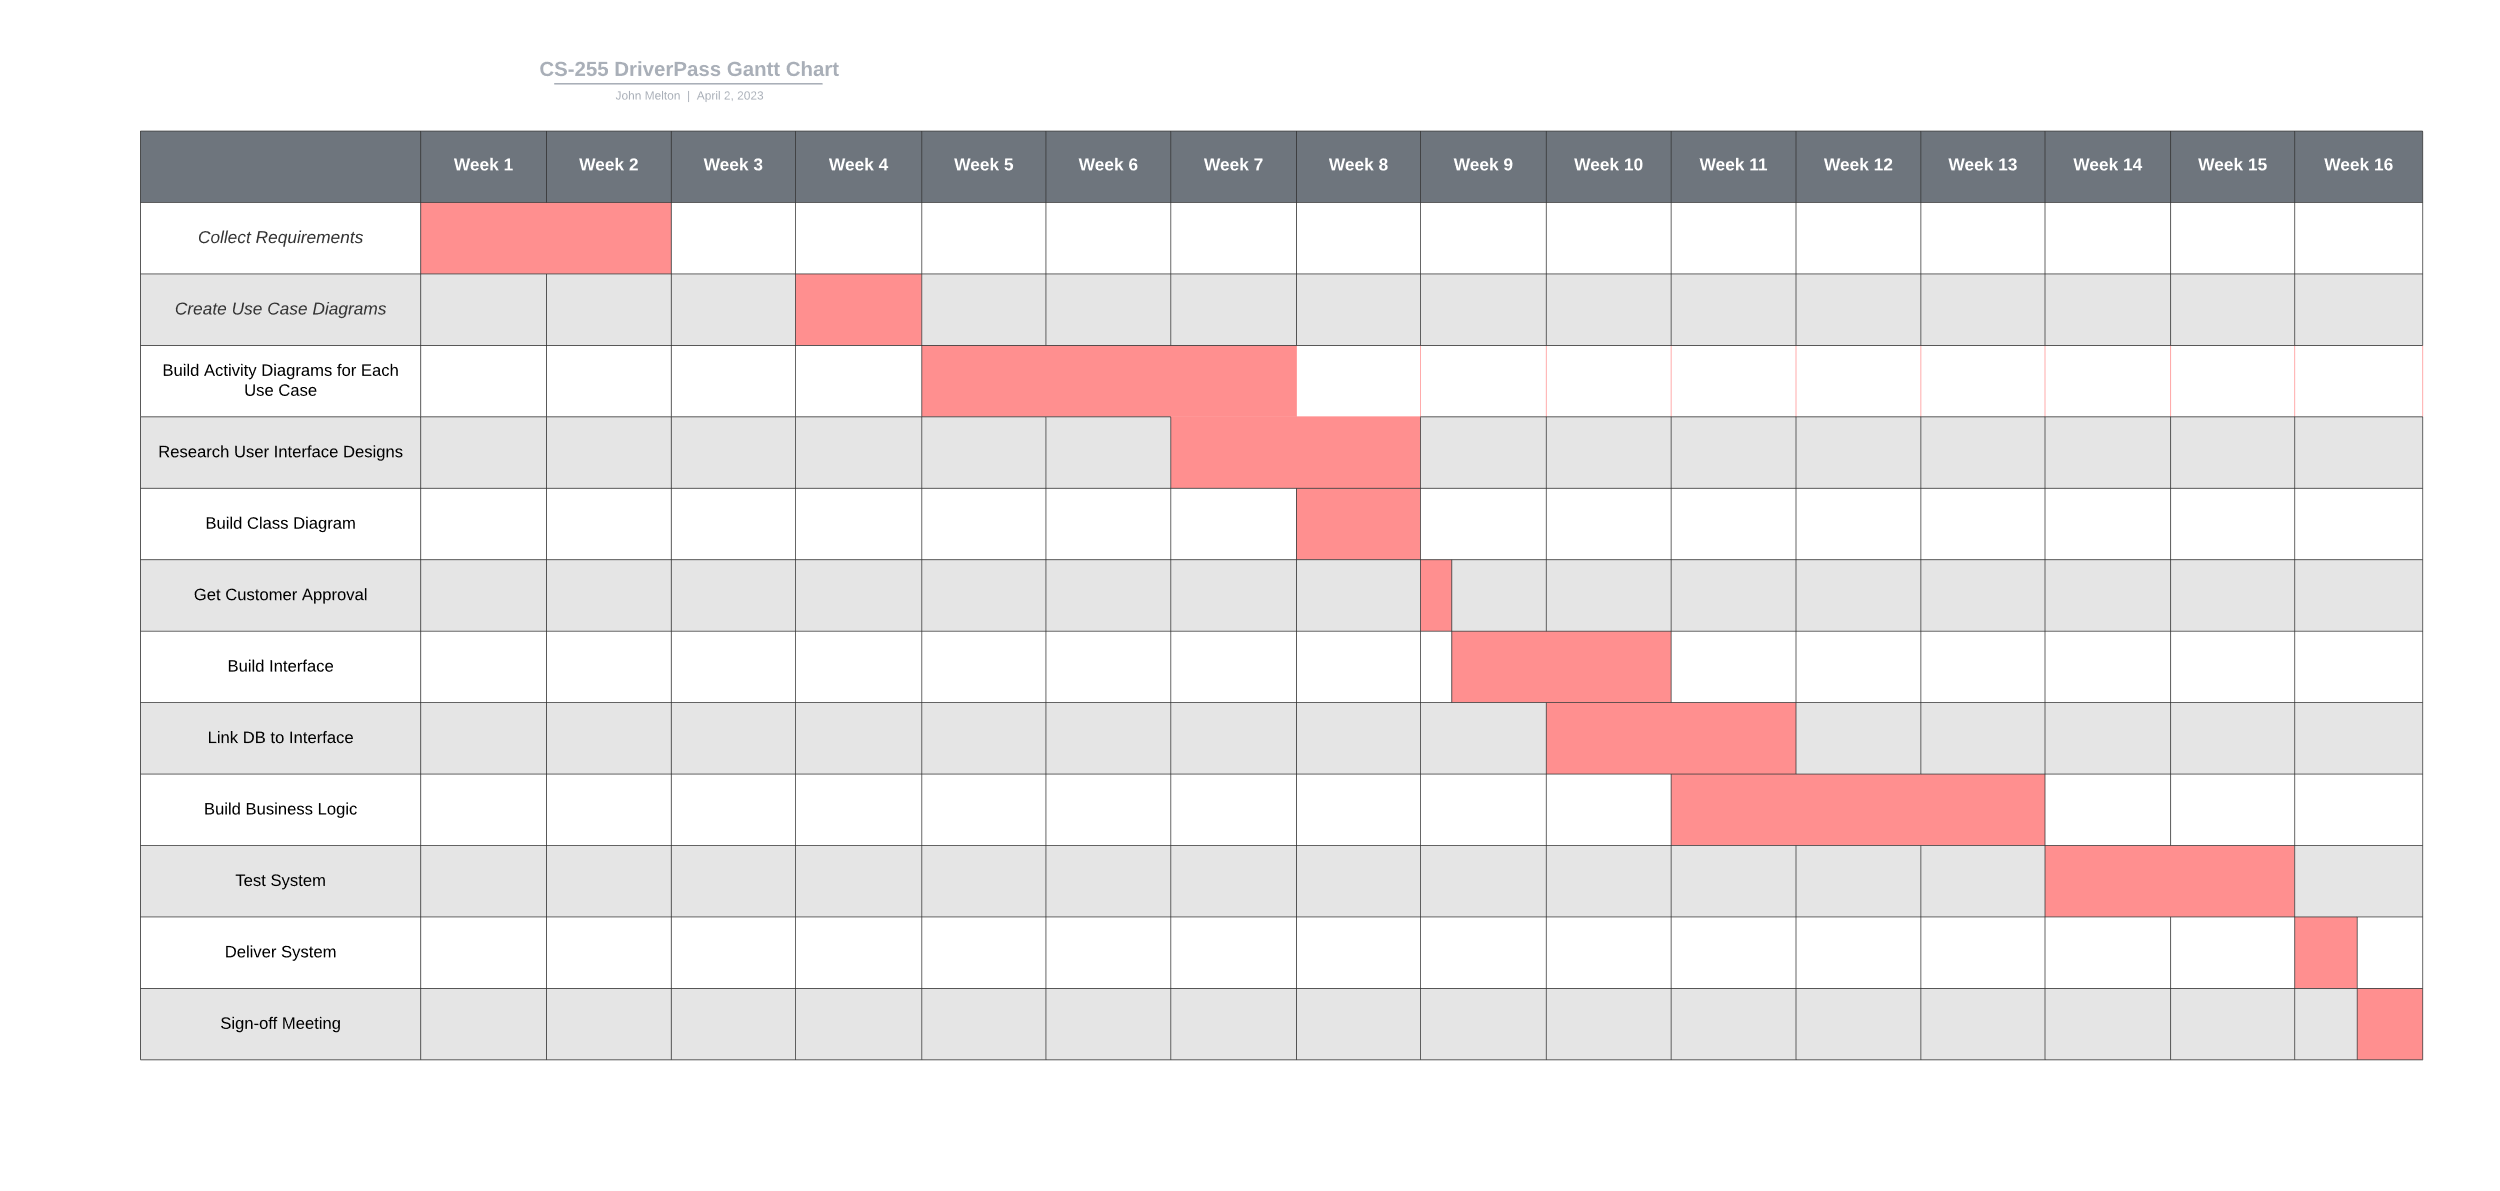 CS-255 DriverPass Gantt Chart
John Melton | April 2, 2023
Week 1 Week 2 Week 3 Week 4 Week 5 Week 6 Week 7 Week 8 Week 9 Week 10 Week 11 Week 12 Week 13 Week 14 Week 15 Week 16
Collect Requirements
Create Use Case Diagrams
Build Activity Diagrams for Each
Use Case
Research User Interface Designs
Build Class Diagram
Get Customer Approval
Build Interface
Link DB to Interface
Build Business Logic
Test System
Deliver System
Sign-off Meeting